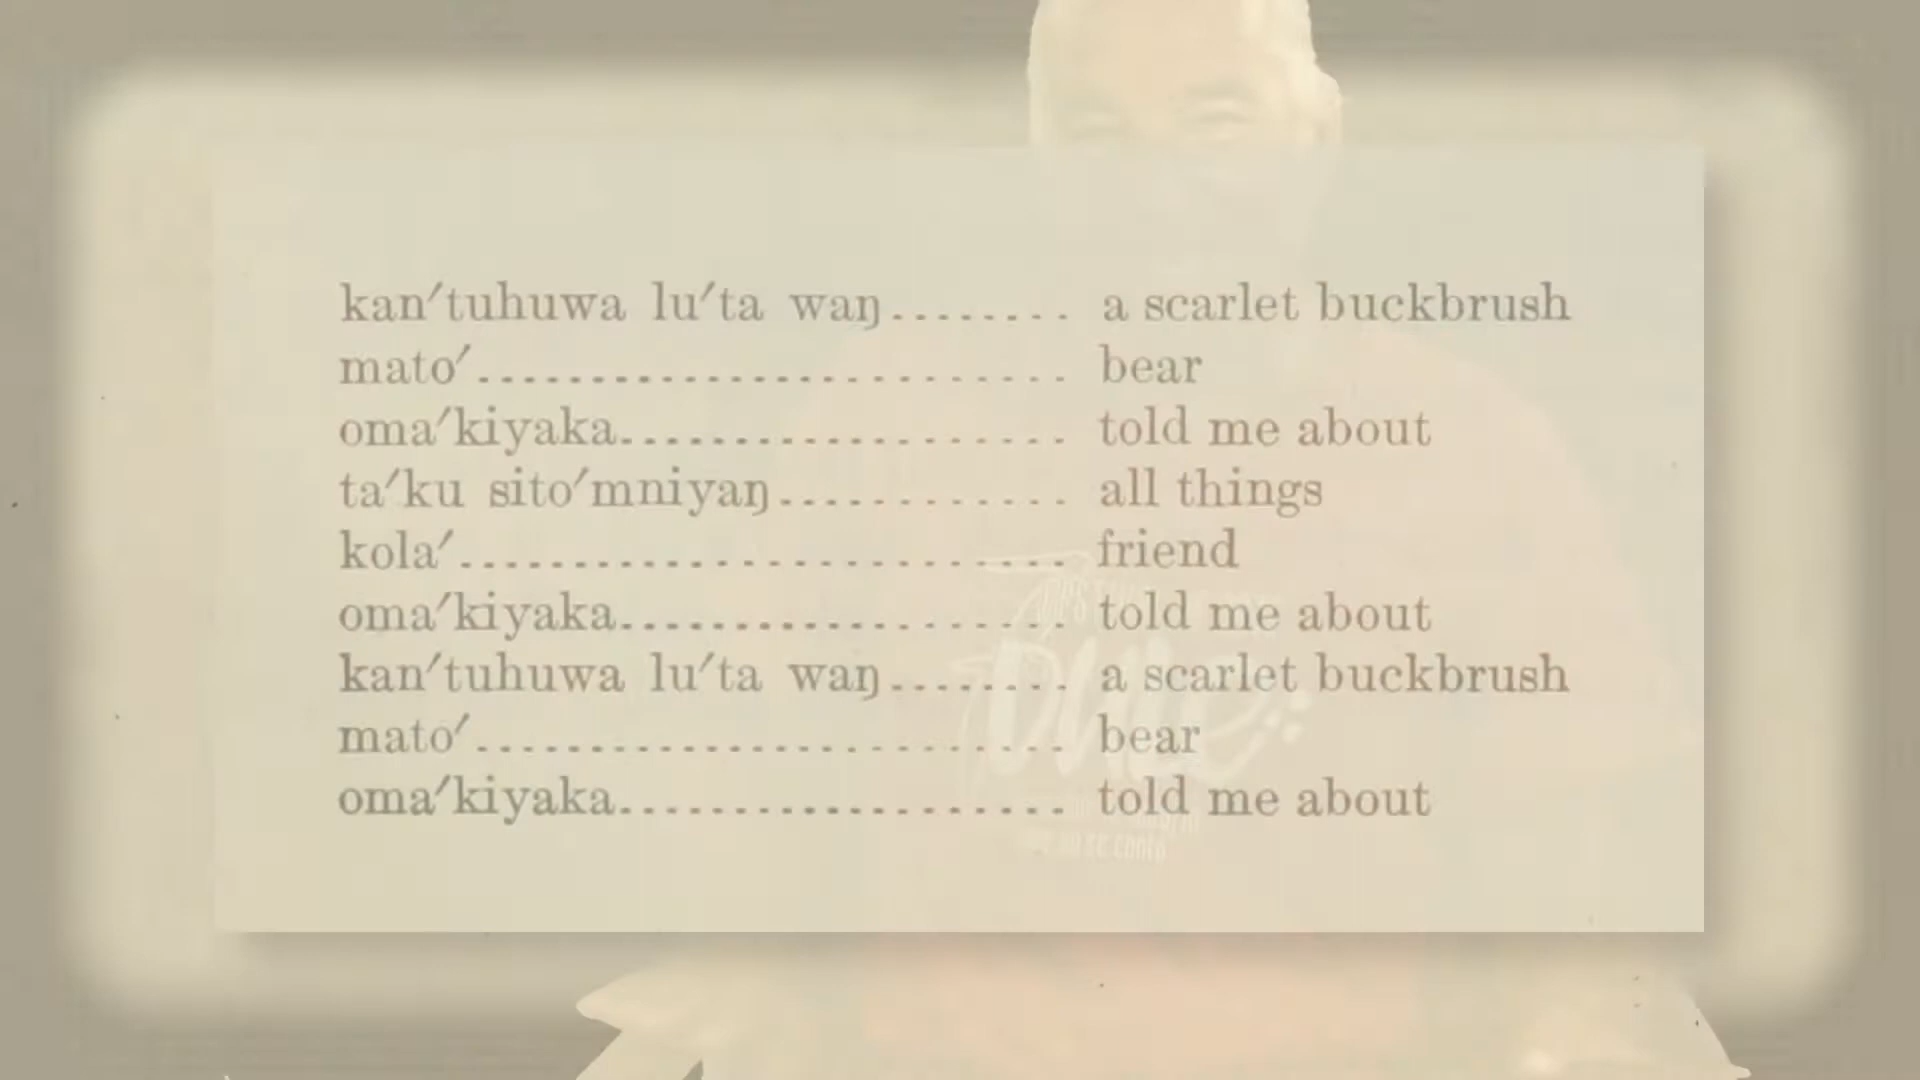 kan′tuhuwa lu′ta waŋ........ a scarlet buckbrush
mato′.......................... bear
oma′kiyaka.................... told me about
ta′ku sito′mniyaŋ............. all things
kola′........................... friend
oma′kiyaka.................... told me about
kan′tuhuwa lu′ta waŋ........ a scarlet buckbrush
mato′.......................... bear
oma′kiyaka.................... told me about